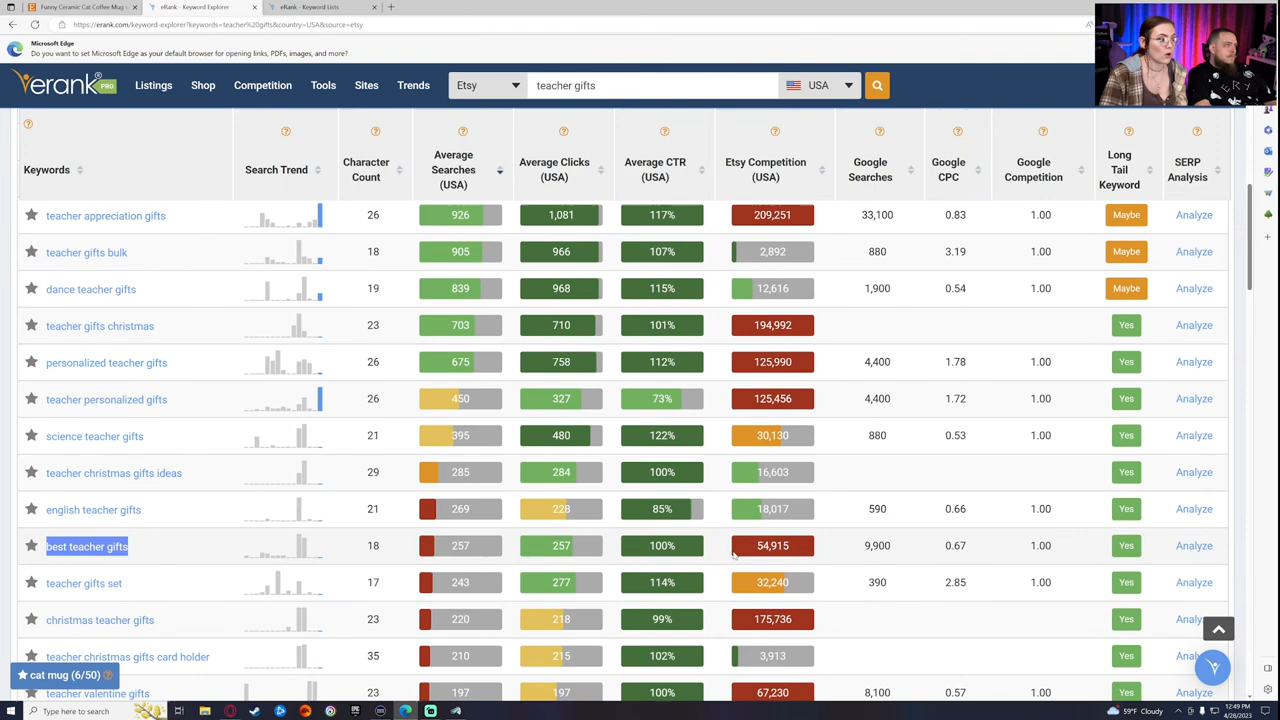 Funny Ceramic Cat Coffee Mug
eRank - Keyword Explorer
eRank - Keyword Lists
https://erank.com/keyword-explorer?keywords=teacher%20gifts&country=USA&source=etsy
Microsoft Edge
Do you want to set Microsoft Edge as your default browser for opening links, PDFs, images, and more?
erank PRO Listings Shop Competition Tools Sites Trends Etsy teacher gifts USA
Keywords Search Trend Character Count Average Searches (USA) Average Clicks (USA) Average CTR (USA) Etsy Competition (USA) Google Searches Google CPC Google Competition Long Tail Keyword SERP Analysis
teacher appreciation gifts 26 926 1,081 117% 209,251 33,100 0.83 1.00 Maybe Analyze
teacher gifts bulk 18 905 966 107% 2,892 880 3.19 1.00 Maybe Analyze
dance teacher gifts 19 839 968 115% 12,616 1,900 0.54 1.00 Maybe Analyze
teacher gifts christmas 23 703 710 101% 194,992 Yes Analyze
personalized teacher gifts 26 675 758 112% 125,990 4,400 1.78 1.00 Yes Analyze
teacher personalized gifts 26 450 327 73% 125,456 4,400 1.72 1.00 Yes Analyze
science teacher gifts 21 395 480 122% 30,130 880 0.53 1.00 Yes Analyze
teacher christmas gifts ideas 29 285 284 100% 16,603 Yes Analyze
english teacher gifts 21 269 228 85% 18,017 590 0.66 1.00 Yes Analyze
best teacher gifts 18 257 257 100% 54,915 9,900 0.67 1.00 Yes Analyze
teacher gifts set 17 243 277 114% 32,240 390 2.85 1.00 Yes Analyze
christmas teacher gifts 23 220 218 99% 175,736 Yes Analyze
teacher christmas gifts card holder 35 210 215 102% 3,913 Yes
cat mug (6/50)
teacher valentine gifts 23 197 197 100% 67,230 8,100 0.57 1.00 Yes Analyze
Type here to search
59°F Cloudy
12:49 PM
4/28/2023